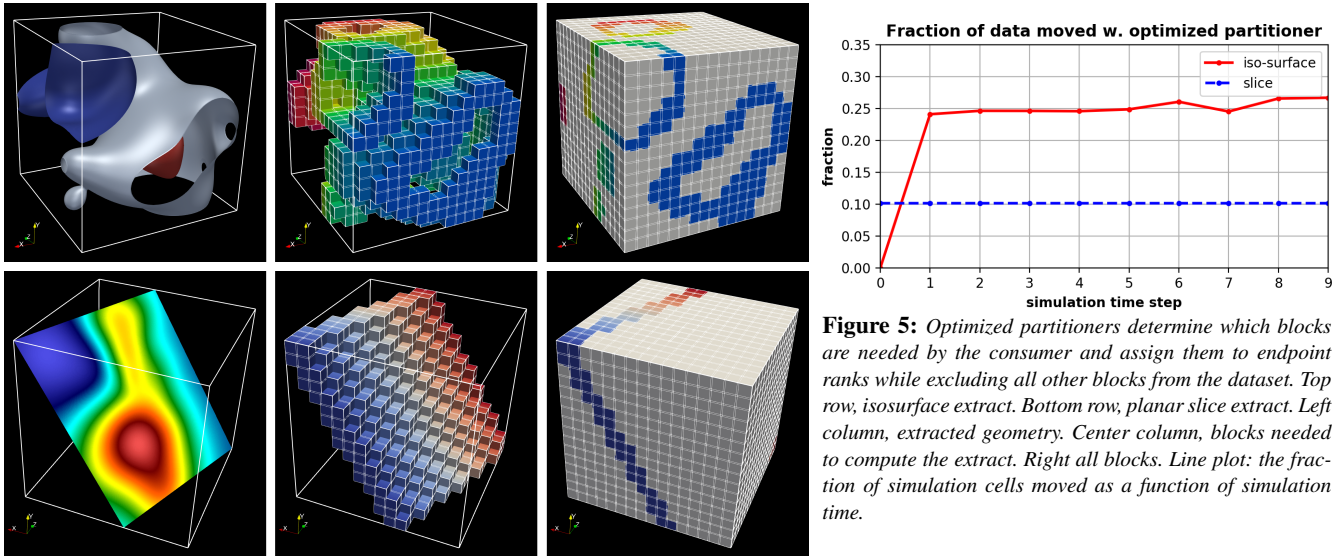 Fraction of data moved w. optimized partitioner
0.35
0.30
0.25
0.20
0.15
0.10
0.05
0.00
fraction
iso-surface
slice
0 1 2 3 4 5 6 7 8 9
simulation time step
Figure 5: Optimized partitioners determine which blocks
are needed by the consumer and assign them to endpoint
ranks while excluding all other blocks from the dataset. Top
row, isosurface extract. Bottom row, planar slice extract. Left
column, extracted geometry. Center column, blocks needed
to compute the extract. Right all blocks. Line plot: the frac-
tion of simulation cells moved as a function of simulation
time.
Y
X
Z
Y
X
Z
Y
X
Z
Y
X
Z
Y
X
Z
Y
X
Z